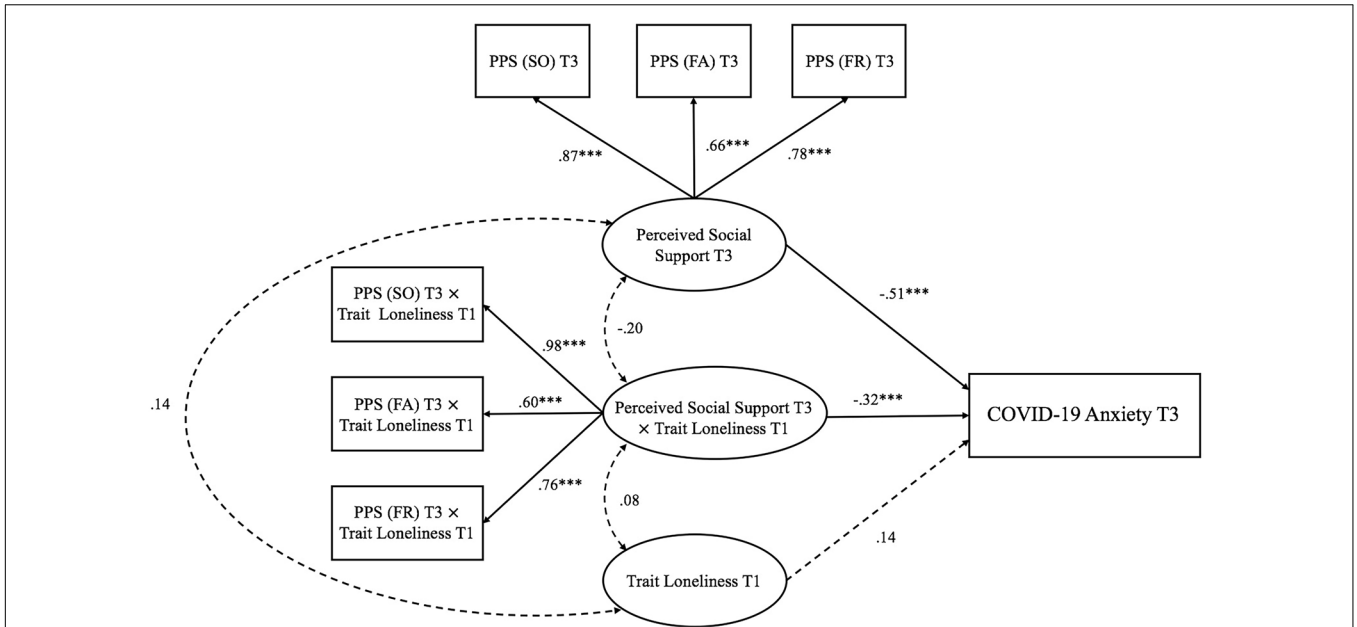 PPS (SO) T3
PPS (FA) T3
PPS (FR) T3
.87***
.66***
.78***
Perceived Social
Support T3
PPS (SO) T3 ×
Trait Loneliness T1
-.51***
-.20
.98***
.14
PPS (FA) T3 ×
Trait Loneliness T1
.60***
Perceived Social Support T3
× Trait Loneliness T1
-.32***
COVID-19 Anxiety T3
.76***
PPS (FR) T3 ×
Trait Loneliness T1
.08
.14
Trait Loneliness T1